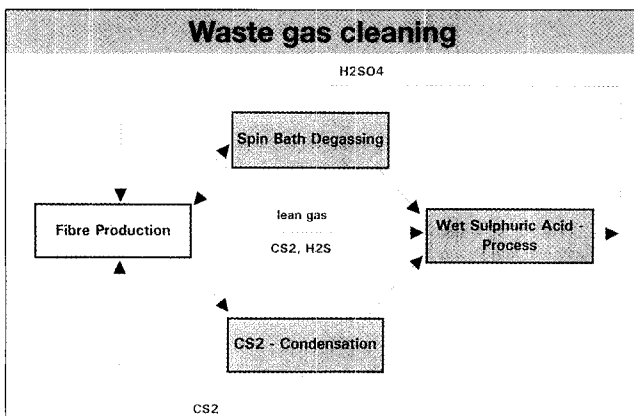 Waste gas cleaning
H2SO4
Spin Bath Degassing
lean gas
Fibre Production
CS2, H2S
Wet Sulphuric Acid -
Process
CS2 - Condensation
CS2